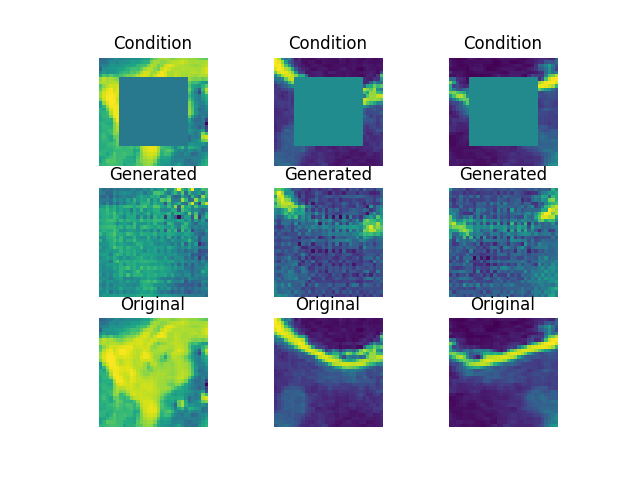 Condition Condition Condition
Generated Generated Generated
Original Original Original